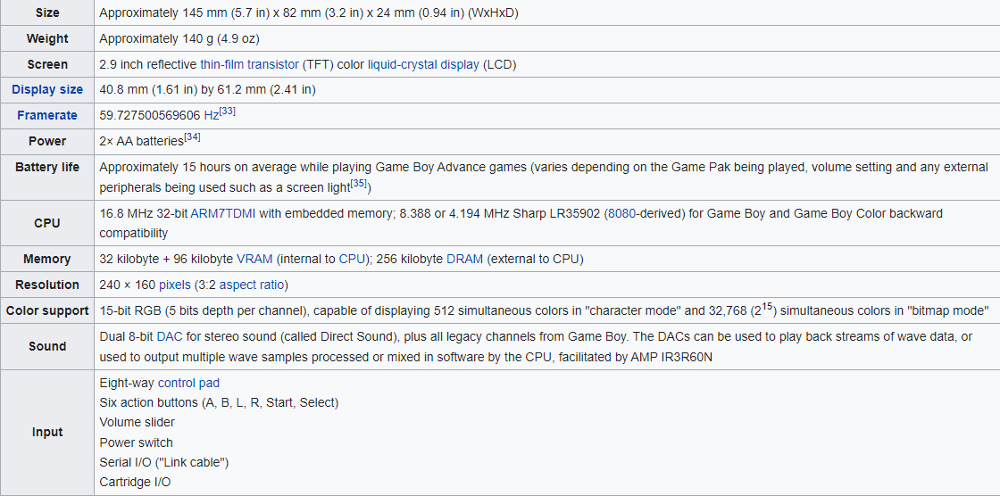 Size Approximately 145 mm (5.7 in) x 82 mm (3.2 in) x 24 mm (0.94 in) (WxHxD)
Weight Approximately 140 g (4.9 oz)
Screen 2.9 inch reflective thin-film transistor (TFT) color liquid-crystal display (LCD)
Display size 40.8 mm (1.61 in) by 61.2 mm (2.41 in)
Framerate 59.727500569606 Hz[33]
Power 2× AA batteries[34]
Battery life Approximately 15 hours on average while playing Game Boy Advance games (varies depending on the Game Pak being played, volume setting and any external
peripherals being used such as a screen light[35])
CPU 16.8 MHz 32-bit ARM7TDMI with embedded memory; 8.388 or 4.194 MHz Sharp LR35902 (8080-derived) for Game Boy and Game Boy Color backward
compatibility
Memory 32 kilobyte + 96 kilobyte VRAM (internal to CPU); 256 kilobyte DRAM (external to CPU)
Resolution 240 × 160 pixels (3:2 aspect ratio)
Color support 15-bit RGB (5 bits depth per channel), capable of displaying 512 simultaneous colors in "character mode" and 32,768 (2¹⁵) simultaneous colors in "bitmap mode"
Sound Dual 8-bit DAC for stereo sound (called Direct Sound), plus all legacy channels from Game Boy. The DACs can be used to play back streams of wave data, or
used to output multiple wave samples processed or mixed in software by the CPU, facilitated by AMP IR3R60N
Input Eight-way control pad
Six action buttons (A, B, L, R, Start, Select)
Volume slider
Power switch
Serial I/O ("Link cable")
Cartridge I/O